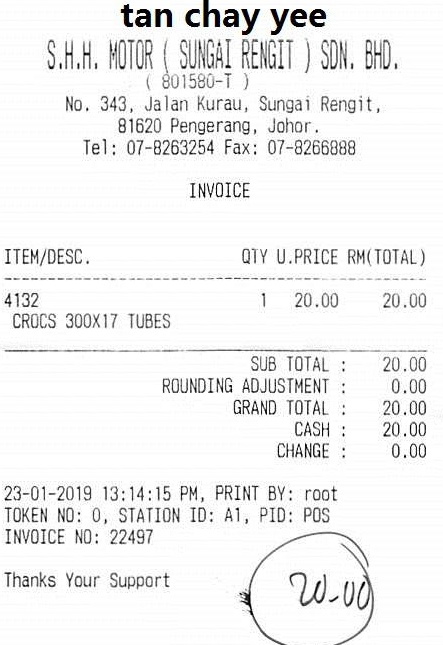 tan chay yee
S.H.H. MOTOR ( SUNGAI RENGIT ) SDN. BHD.
( 801580-T )
No. 343, Jalan Kurau, Sungai Rengit,
81620 Pengerang, Johor.
Tel: 07-8263254 Fax: 07-8266888
INVOICE
ITEM/DESC. QTY U.PRICE RM(TOTAL)
4132 1 20.00 20.00
CROCS 300X17 TUBES
SUB TOTAL : 20.00
ROUNDING ADJUSTMENT : 0.00
GRAND TOTAL : 20.00
CASH : 20.00
CHANGE : 0.00
23-01-2019 13:14:15 PM, PRINT BY: root
TOKEN NO: 0, STATION ID: A1, PID: POS
INVOICE NO: 22497
Thanks Your Support
20-00